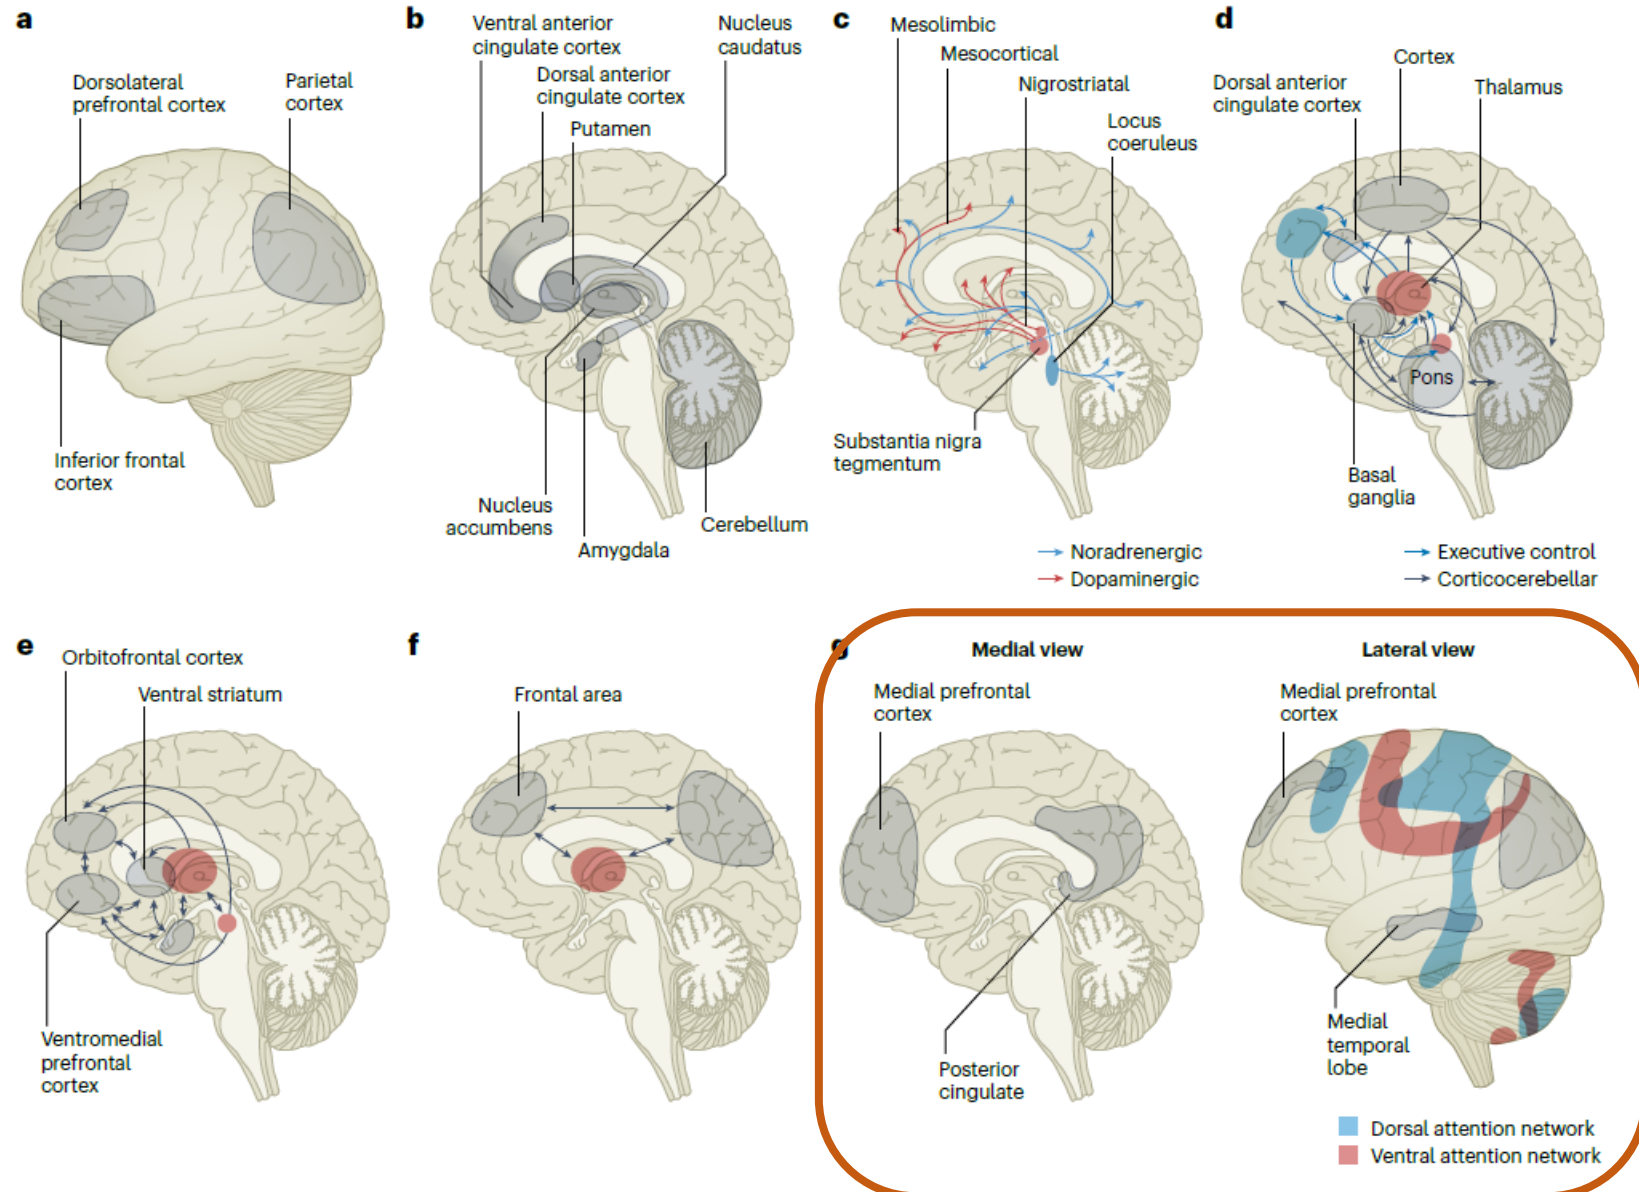 a
Dorsolateral
prefrontal cortex
Parietal
cortex
Inferior frontal
cortex
b
Ventral anterior
cingulate cortex
Nucleus
caudatus
Dorsal anterior
cingulate cortex
Putamen
Nucleus
accumbens
Amygdala
Cerebellum
c
Mesolimbic
Mesocortical
Nigrostriatal
Locus
coeruleus
Substantia nigra
tegmentum
Noradrenergic
Dopaminergic
d
Cortex
Dorsal anterior
cingulate cortex
Thalamus
Pons
Basal
ganglia
Executive control
Corticocerebellar
e
Orbitofrontal cortex
Ventral striatum
Ventromedial
prefrontal
cortex
f
Frontal area
g
Medial view
Medial prefrontal
cortex
Posterior
cingulate
Lateral view
Medial prefrontal
cortex
Medial
temporal
lobe
Dorsal attention network
Ventral attention network